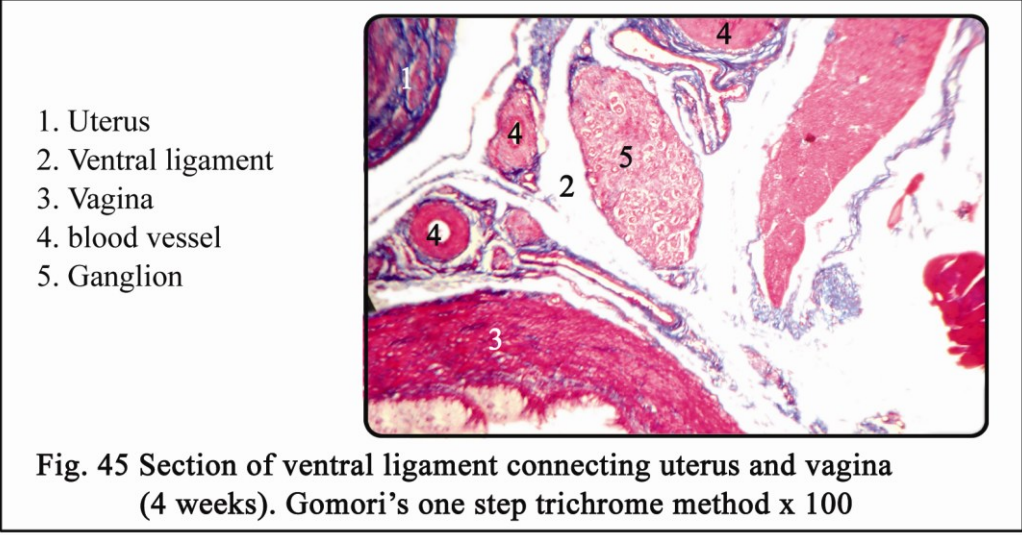 1. Uterus
2. Ventral ligament
3. Vagina
4. blood vessel
5. Ganglion
1
4
4
5
2
4
3
Fig. 45 Section of ventral ligament connecting uterus and vagina
(4 weeks). Gomori's one step trichrome method x 100